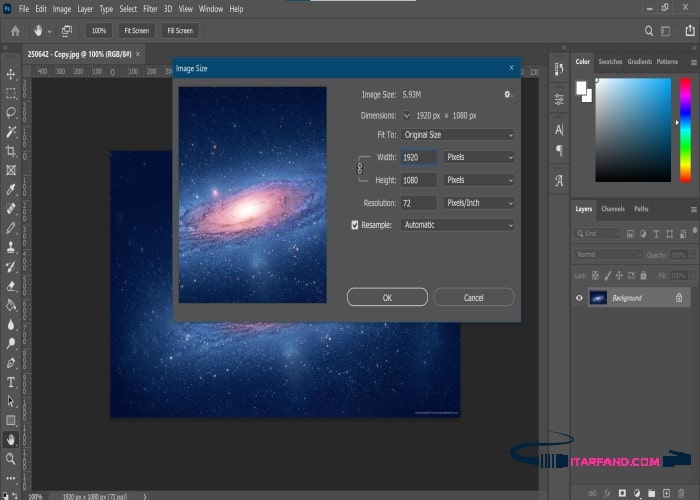 Ps File Edit Image Layer Type Select Filter 3D View Window Help
100% Fit Screen Fill Screen
250642 - Copy.jpg @ 100% (RGB/8#) ×
Image Size
Image Size: 5.93M
Dimensions: 1920 px × 1080 px
Fit To: Original Size
Width: 1920 Pixels
Height: 1080 Pixels
Resolution: 72 Pixels/Inch
Resample: Automatic
OK Cancel
Color Swatches Gradients Patterns
Layers Channels Paths
Kind
Normal Opacity: 100%
Lock: Fill: 100%
Background
ITARFAND.COM
100% 1920 px x 1080 px (72 ppi)